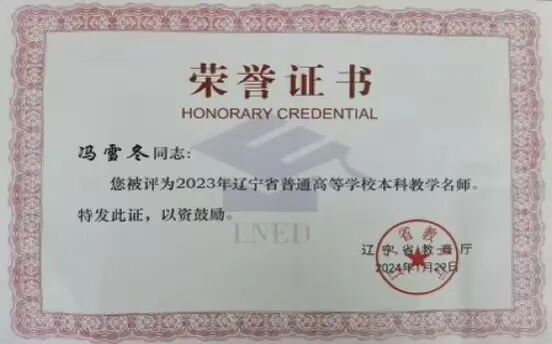 荣誉证书
HONORARY CREDENTIAL
冯雪冬同志：
您被评为2023年辽宁省普通高等学校本科教学名师。
特发此证，以资鼓励。
LNED
辽宁省教育厅
2024年1月29日